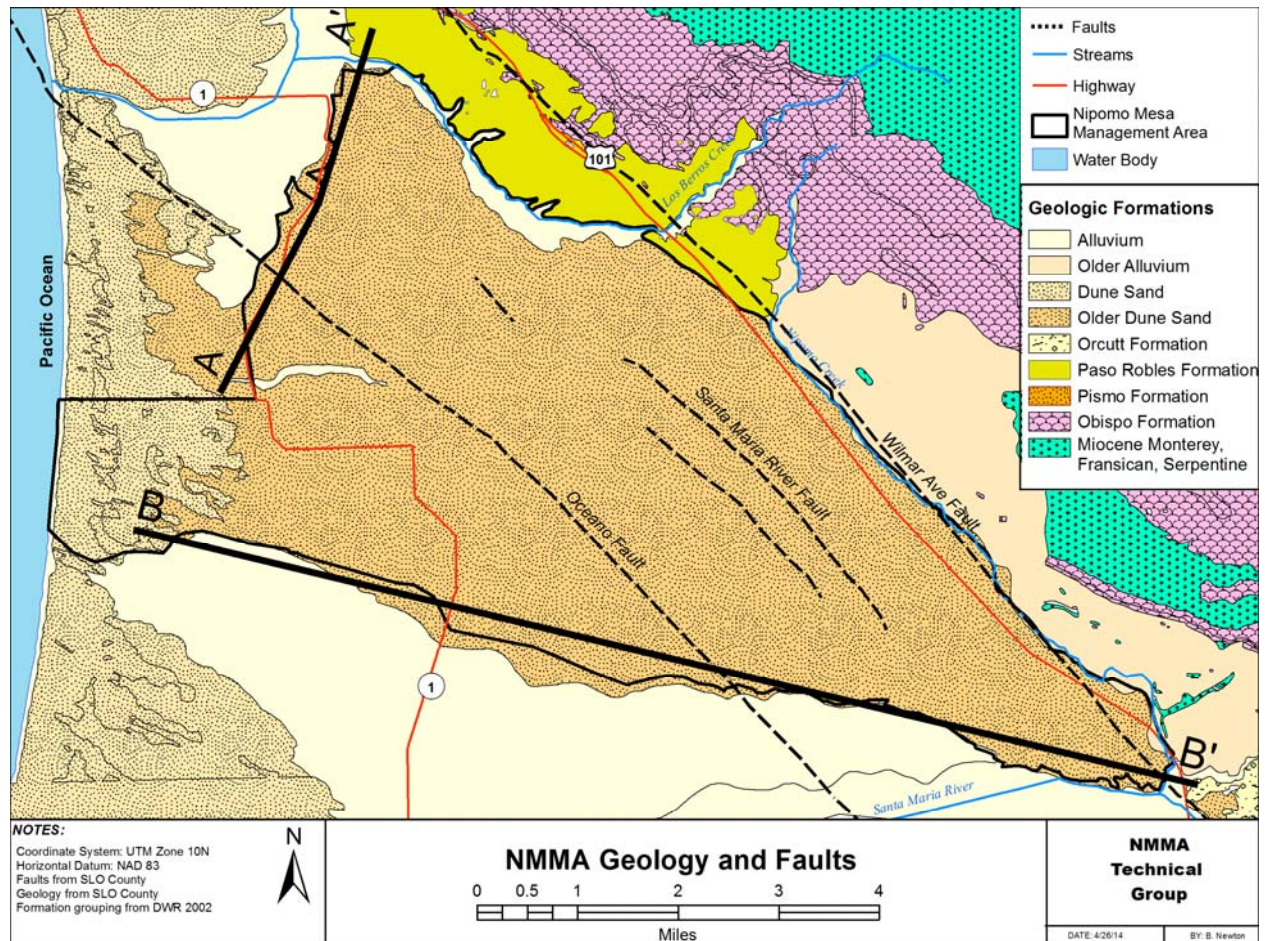 A'
1
Pacific Ocean
101
Los Berros Creek
Nipomo Creek
A
B
Santa Maria River Fault
Wilmar Ave Fault
Oceano Fault
1
B'
Santa Maria River
Faults
Streams
Highway
Nipomo Mesa
Management Area
Water Body
Geologic Formations
Alluvium
Older Alluvium
Dune Sand
Older Dune Sand
Orcutt Formation
Paso Robles Formation
Pismo Formation
Obispo Formation
Miocene Monterey,
Fransican, Serpentine
NOTES:
Coordinate System: UTM Zone 10N
Horizontal Datum: NAD 83
Faults from SLO County
Geology from SLO County
Formation grouping from DWR 2002
N
NMMA Geology and Faults
0 0.5 1 2 3 4
Miles
NMMA
Technical
Group
DATE: 4/26/14
BY: B. Newton